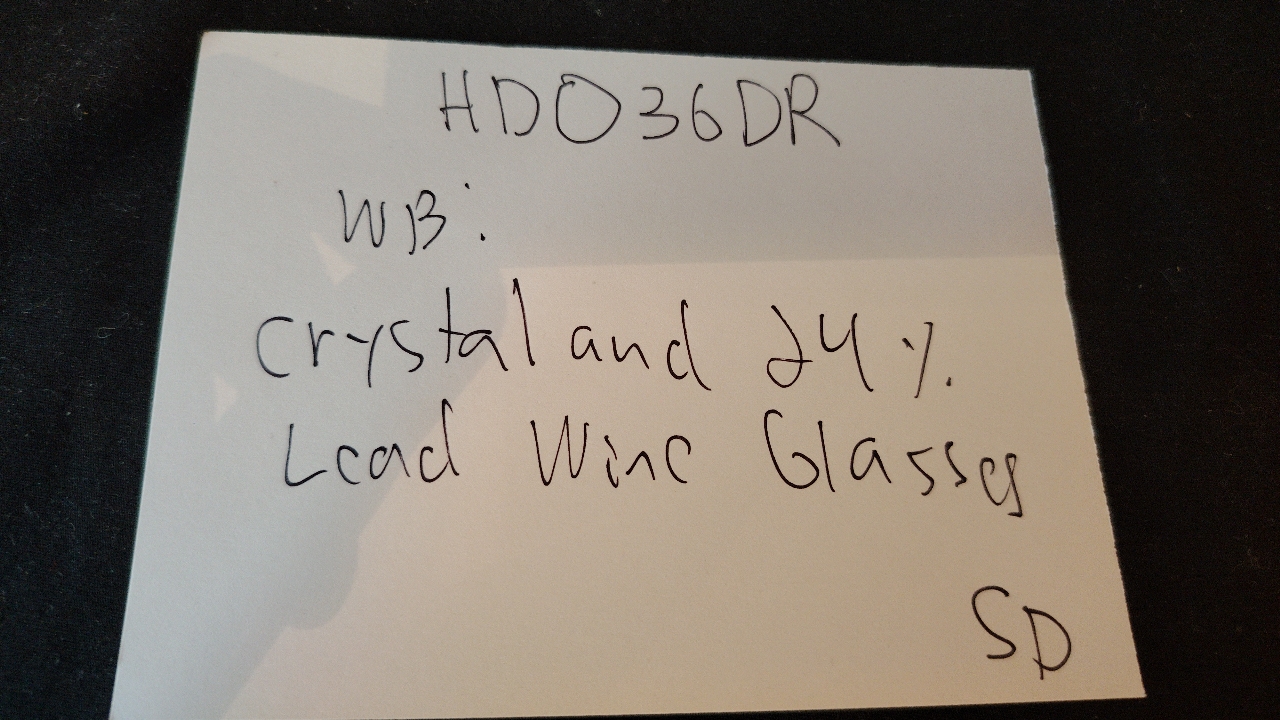 HD036DR
WB:
Crystal and 24%
Lead Wine Glasses
SD